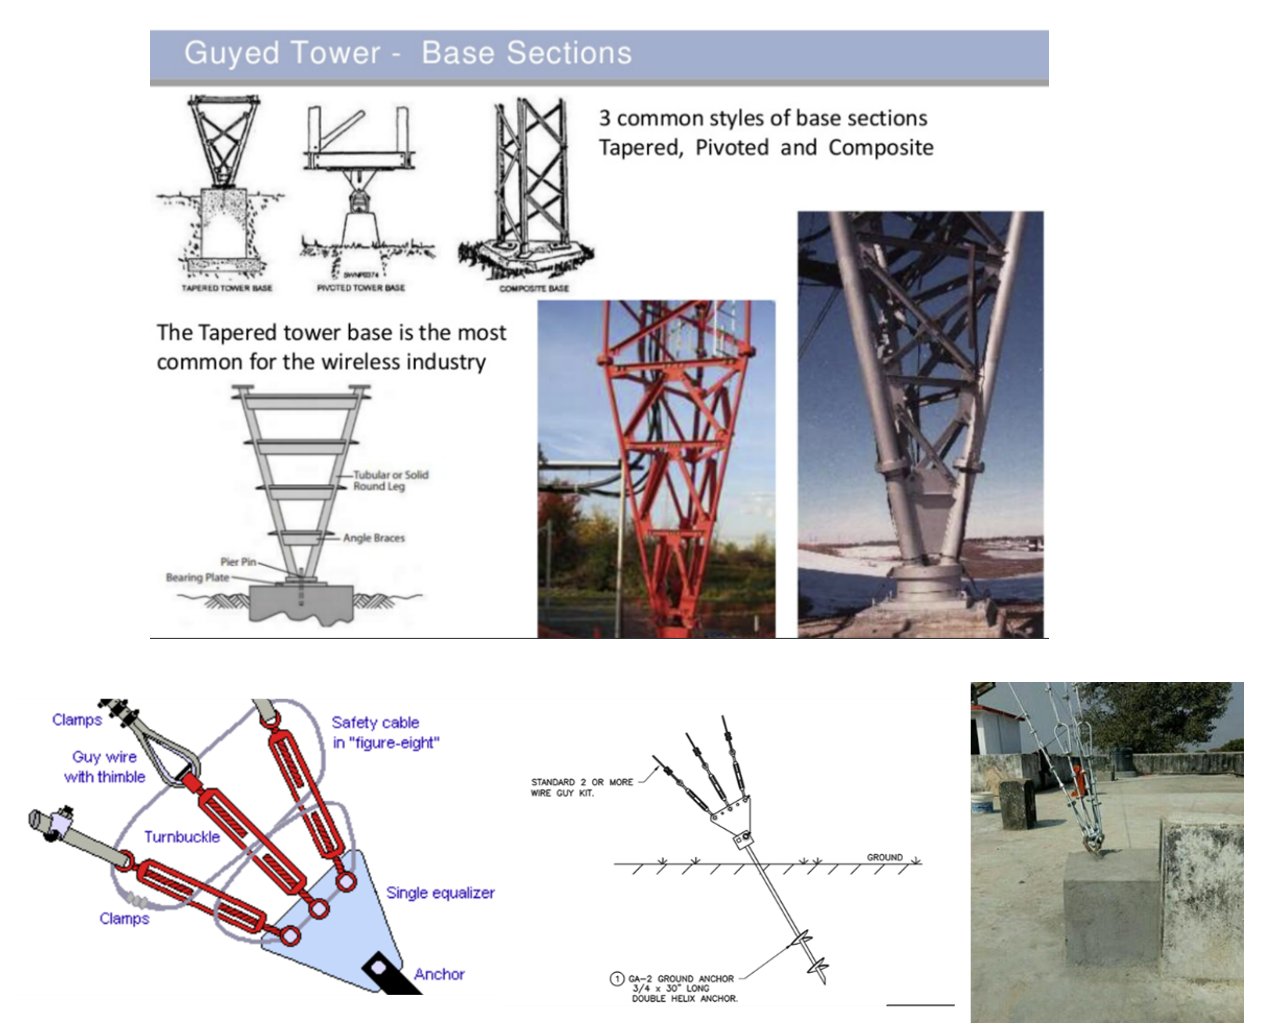 Guyed Tower - Base Sections
3 common styles of base sections
Tapered, Pivoted and Composite
TAPERED TOWER BASE
SWNP0374
PIVOTED TOWER BASE
COMPOSITE BASE
The Tapered tower base is the most
common for the wireless industry
Tubular or Solid
Round Leg
Angle Braces
Pier Pin
Bearing Plate
Clamps
Safety cable
in "figure-eight"
Guy wire
with thimble
Turnbuckle
Clamps
Single equalizer
Anchor
STANDARD 2 OR MORE
WIRE GUY KIT.
GROUND
1 GA-2 GROUND ANCHOR
3/4 x 30" LONG
DOUBLE HELIX ANCHOR.